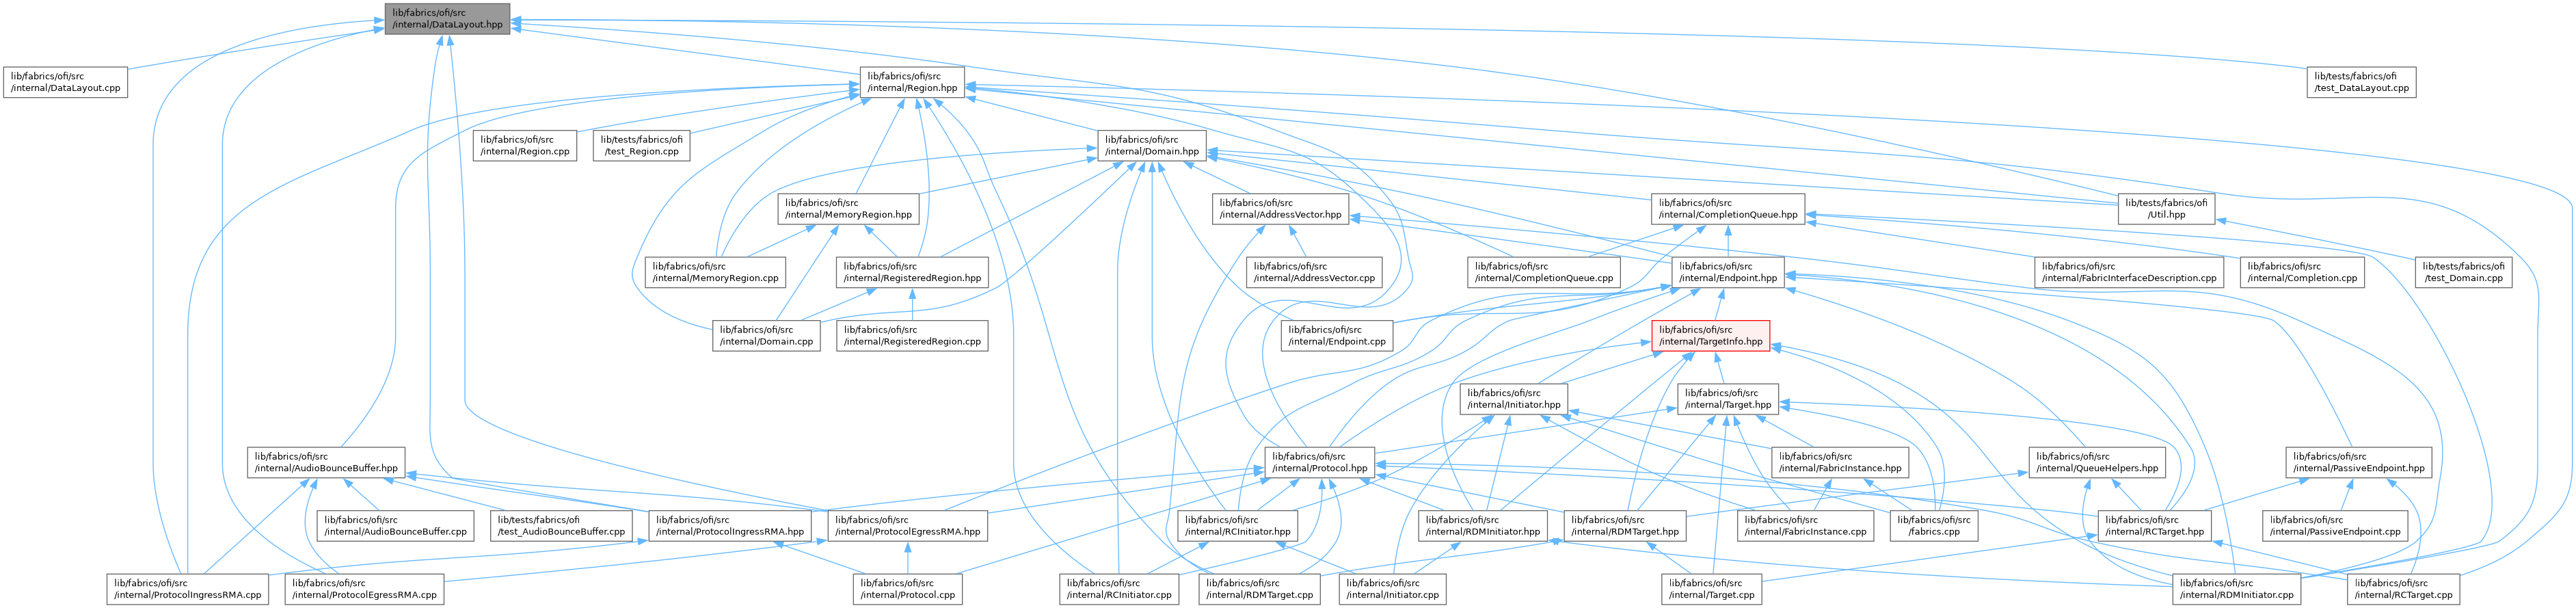 lib/fabrics/ofi/src
/internal/DataLayout.hpp
lib/fabrics/ofi/src
/internal/DataLayout.cpp
lib/fabrics/ofi/src
/internal/Region.hpp
lib/tests/fabrics/ofi
/test_DataLayout.cpp
lib/fabrics/ofi/src
/internal/Region.cpp
lib/tests/fabrics/ofi
/test_Region.cpp
lib/fabrics/ofi/src
/internal/Domain.hpp
lib/fabrics/ofi/src
/internal/MemoryRegion.hpp
lib/fabrics/ofi/src
/internal/AddressVector.hpp
lib/fabrics/ofi/src
/internal/CompletionQueue.hpp
lib/tests/fabrics/ofi
/Util.hpp
lib/fabrics/ofi/src
/internal/MemoryRegion.cpp
lib/fabrics/ofi/src
/internal/RegisteredRegion.hpp
lib/fabrics/ofi/src
/internal/AddressVector.cpp
lib/fabrics/ofi/src
/internal/CompletionQueue.cpp
lib/fabrics/ofi/src
/internal/Endpoint.hpp
lib/fabrics/ofi/src
/internal/FabricInterfaceDescription.cpp
lib/fabrics/ofi/src
/internal/Completion.cpp
lib/tests/fabrics/ofi
/test_Domain.cpp
lib/fabrics/ofi/src
/internal/Domain.cpp
lib/fabrics/ofi/src
/internal/RegisteredRegion.cpp
lib/fabrics/ofi/src
/internal/Endpoint.cpp
lib/fabrics/ofi/src
/internal/TargetInfo.hpp
lib/fabrics/ofi/src
/internal/Initiator.hpp
lib/fabrics/ofi/src
/internal/Target.hpp
lib/fabrics/ofi/src
/internal/AudioBounceBuffer.hpp
lib/fabrics/ofi/src
/internal/Protocol.hpp
lib/fabrics/ofi/src
/internal/FabricInstance.hpp
lib/fabrics/ofi/src
/internal/QueueHelpers.hpp
lib/fabrics/ofi/src
/internal/PassiveEndpoint.hpp
lib/fabrics/ofi/src
/internal/AudioBounceBuffer.cpp
lib/tests/fabrics/ofi
/test_AudioBounceBuffer.cpp
lib/fabrics/ofi/src
/internal/ProtocolIngressRMA.hpp
lib/fabrics/ofi/src
/internal/ProtocolEgressRMA.hpp
lib/fabrics/ofi/src
/internal/RCInitiator.hpp
lib/fabrics/ofi/src
/internal/RDMInitiator.hpp
lib/fabrics/ofi/src
/internal/RDMTarget.hpp
lib/fabrics/ofi/src
/internal/FabricInstance.cpp
lib/fabrics/ofi/src
/fabrics.cpp
lib/fabrics/ofi/src
/internal/RCTarget.hpp
lib/fabrics/ofi/src
/internal/PassiveEndpoint.cpp
lib/fabrics/ofi/src
/internal/ProtocolIngressRMA.cpp
lib/fabrics/ofi/src
/internal/ProtocolEgressRMA.cpp
lib/fabrics/ofi/src
/internal/Protocol.cpp
lib/fabrics/ofi/src
/internal/RCInitiator.cpp
lib/fabrics/ofi/src
/internal/RDMTarget.cpp
lib/fabrics/ofi/src
/internal/Initiator.cpp
lib/fabrics/ofi/src
/internal/Target.cpp
lib/fabrics/ofi/src
/internal/RDMInitiator.cpp
lib/fabrics/ofi/src
/internal/RCTarget.cpp